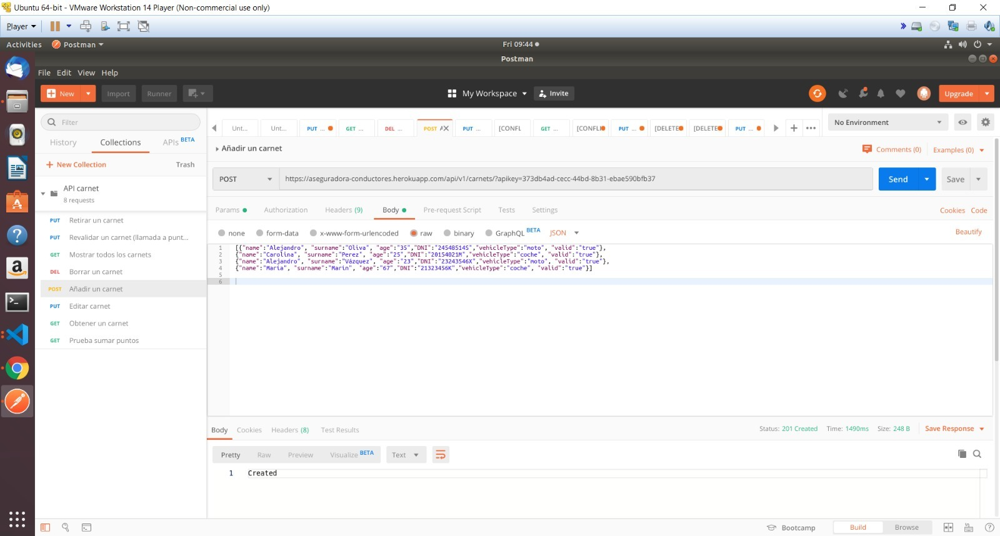 Ubuntu 64-bit - VMware Workstation 14 Player (Non-commercial use only)
Player
Activities Postman Fri 09:44
Postman
File Edit View Help
New Import Runner My Workspace Invite Upgrade
Filter
Unt... Unt... PUT ... GET ... DEL ... POST PUT ... [CONFL GET ... [CONFLI PUT ... [DELETE [DELETE PUT ...
No Environment
History Collections APIs BETA
New Collection Trash
API carnet
8 requests
PUT Retirar un carnet
PUT Revalidar un carnet (llamada a punt...
GET Mostrar todos los carnets
DEL Borrar un carnet
POST Añadir un carnet
PUT Editar carnet
GET Obtener un carnet
GET Prueba sumar puntos
Añadir un carnet Comments (0) Examples (0)
POST https://aseguradora-conductores.herokuapp.com/api/v1/carnets/?apikey=373db4ad-cecc-44bd-8b31-ebae590bfb37 Send Save
Params Authorization Headers (9) Body Pre-request Script Tests Settings Cookies Code
none form-data x-www-form-urlencoded raw binary GraphQL BETA JSON Beautify
1 [{"name":"Alejandro", "surname":"Oliva", "age":"35","DNI":"24548514S","vehicleType":"moto", "valid":"true"},
2 {"name":"Carolina", "surname":"Perez", "age":"25","DNI":"20154021M","vehicleType":"coche", "valid":"true"},
3 {"name":"Alejandro", "surname":"Vázquez", "age":"23","DNI":"23243546X","vehicleType":"moto", "valid":"true"},
4 {"name":"María", "surname":"Marín", "age":"67","DNI":"21323456K","vehicleType":"coche", "valid":"true"}]
5
6
Body Cookies Headers (8) Test Results Status: 201 Created Time: 1490ms Size: 248 B Save Response
Pretty Raw Preview Visualize BETA Text
1 Created
Bootcamp Build Browse